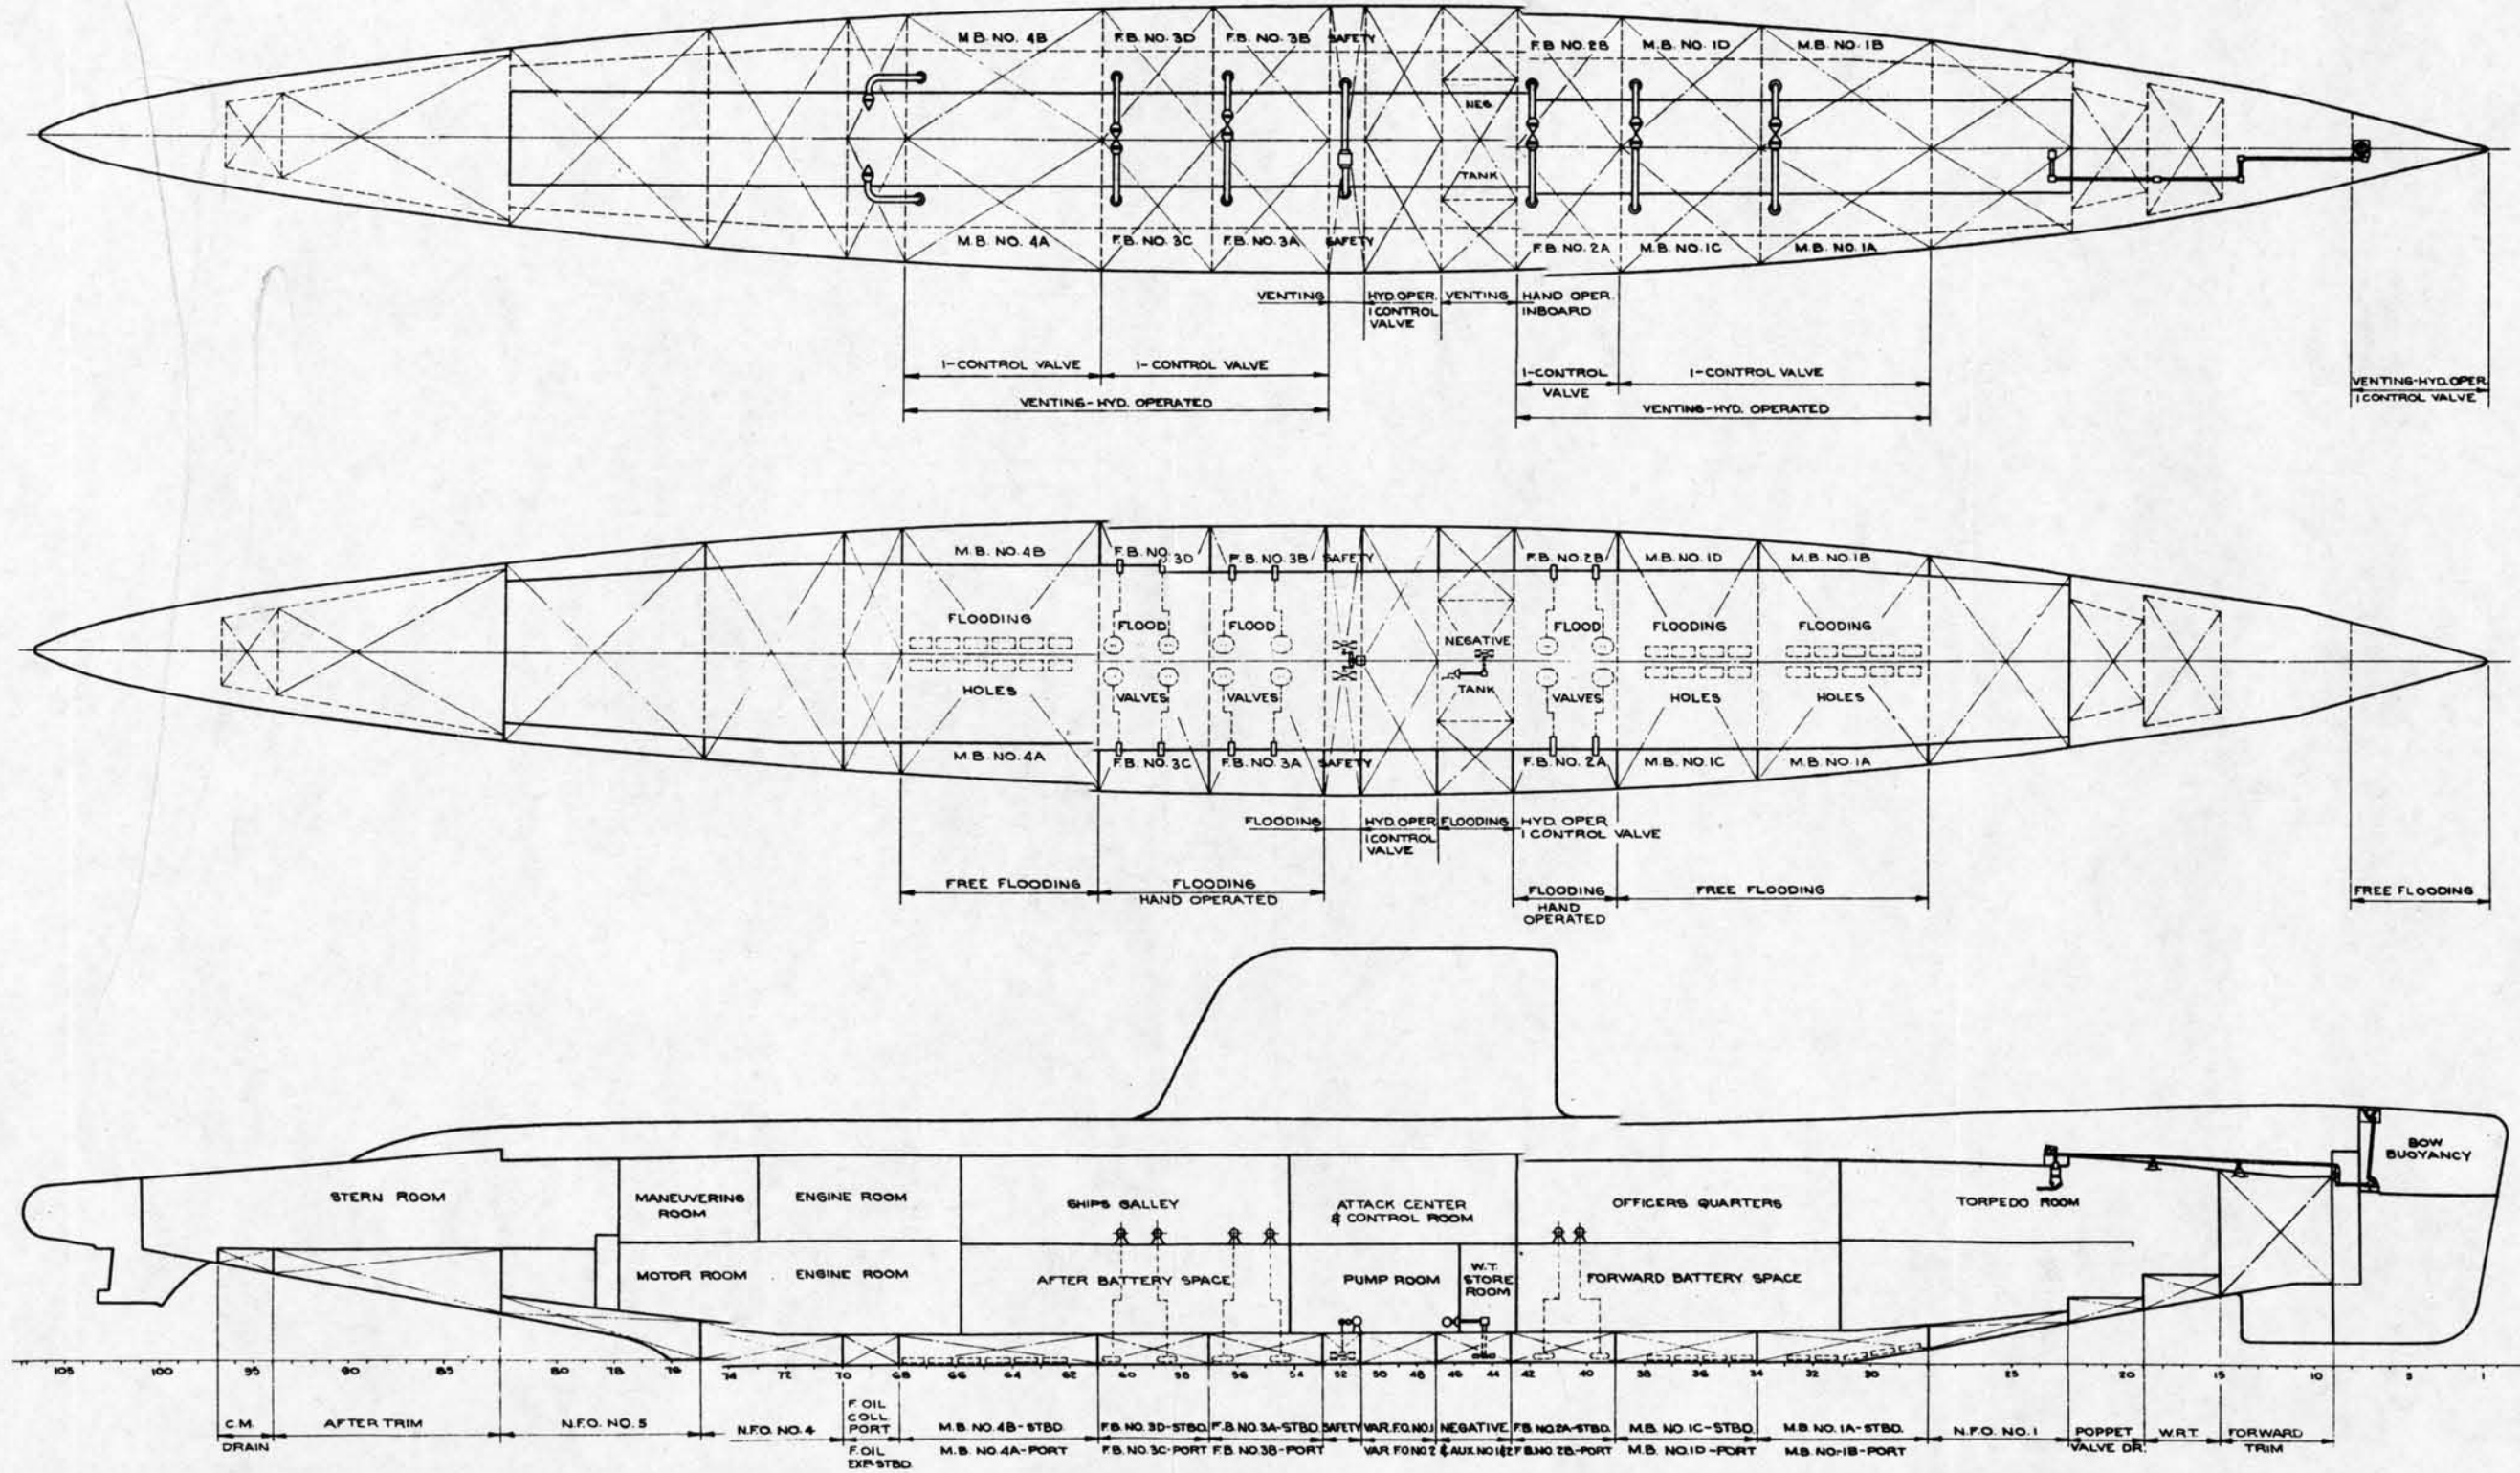 M.B. NO. 4B
F.B. NO. 3D
F.B. NO. 3B
SAFETY
F.B NO. 2B
M.B. NO. 1D
M.B. NO. 1B
NEG
TANK
M.B. NO. 4A
F.B. NO. 3C
F.B. NO. 3A
SAFETY
F.B. NO. 2A
M.B. NO. 1C
M.B. NO. 1A
VENTING
HYD. OPER.
1 CONTROL
VALVE
VENTING
HAND OPER.
INBOARD
1-CONTROL VALVE
1-CONTROL VALVE
1-CONTROL
VALVE
1-CONTROL VALVE
VENTING-HYD. OPERATED
VENTING-HYD. OPERATED
VENTING-HYD. OPER.
1 CONTROL VALVE
M.B. NO. 4B
F.B. NO. 3D
F.B. NO. 3B
SAFETY
F.B. NO. 2B
M.B. NO. 1D
M.B. NO. 1B
FLOODING
FLOOD
FLOOD
NEGATIVE
FLOOD
FLOODING
FLOODING
HOLES
VALVES
VALVES
TANK
VALVES
HOLES
HOLES
M.B. NO. 4A
F.B. NO. 3C
F.B. NO. 3A
SAFETY
F.B. NO. 2A
M.B. NO. 1C
M.B. NO. 1A
FLOODING
HYD. OPER
1 CONTROL
VALVE
FLOODING
HYD. OPER
1 CONTROL VALVE
FREE FLOODING
FLOODING
HAND OPERATED
FLOODING
HAND
OPERATED
FREE FLOODING
FREE FLOODING
BOW
BUOYANCY
STERN ROOM
MANEUVERING
ROOM
ENGINE ROOM
SHIPS GALLEY
ATTACK CENTER
& CONTROL ROOM
OFFICERS QUARTERS
TORPEDO ROOM
MOTOR ROOM
ENGINE ROOM
AFTER BATTERY SPACE
PUMP ROOM
W.T.
STORE
ROOM
FORWARD BATTERY SPACE
105 100 95 90 85 80 78 76 74 72 70 68 66 64 62 60 58 56 54 52 50 48 46 44 42 40 38 36 34 32 30 25 20 15 10 5 1
C.M.
DRAIN
AFTER TRIM
N.F.O. NO. 5
N.F.O. NO. 4
F. OIL
COLL.
PORT
F. OIL
EXP. STBD.
M.B. NO. 4B-STBD.
M.B. NO. 4A-PORT
F.B. NO. 3D-STBD.
F.B. NO. 3C-PORT
F.B. NO. 3A-STBD.
F.B. NO. 3B-PORT
SAFETY
VAR. F.O. NO. 1
VAR FO NO 2
NEGATIVE
& AUX. NO 1&2
F.B. NO. 2A-STBD.
F.B. NO 2B-PORT
M.B. NO. 1C-STBD.
M.B. NO. 1D-PORT
M.B. NO. 1A-STBD.
M.B. NO. 1B-PORT
N.F.O. NO. 1
POPPET
VALVE DR.
W.R.T.
FORWARD
TRIM